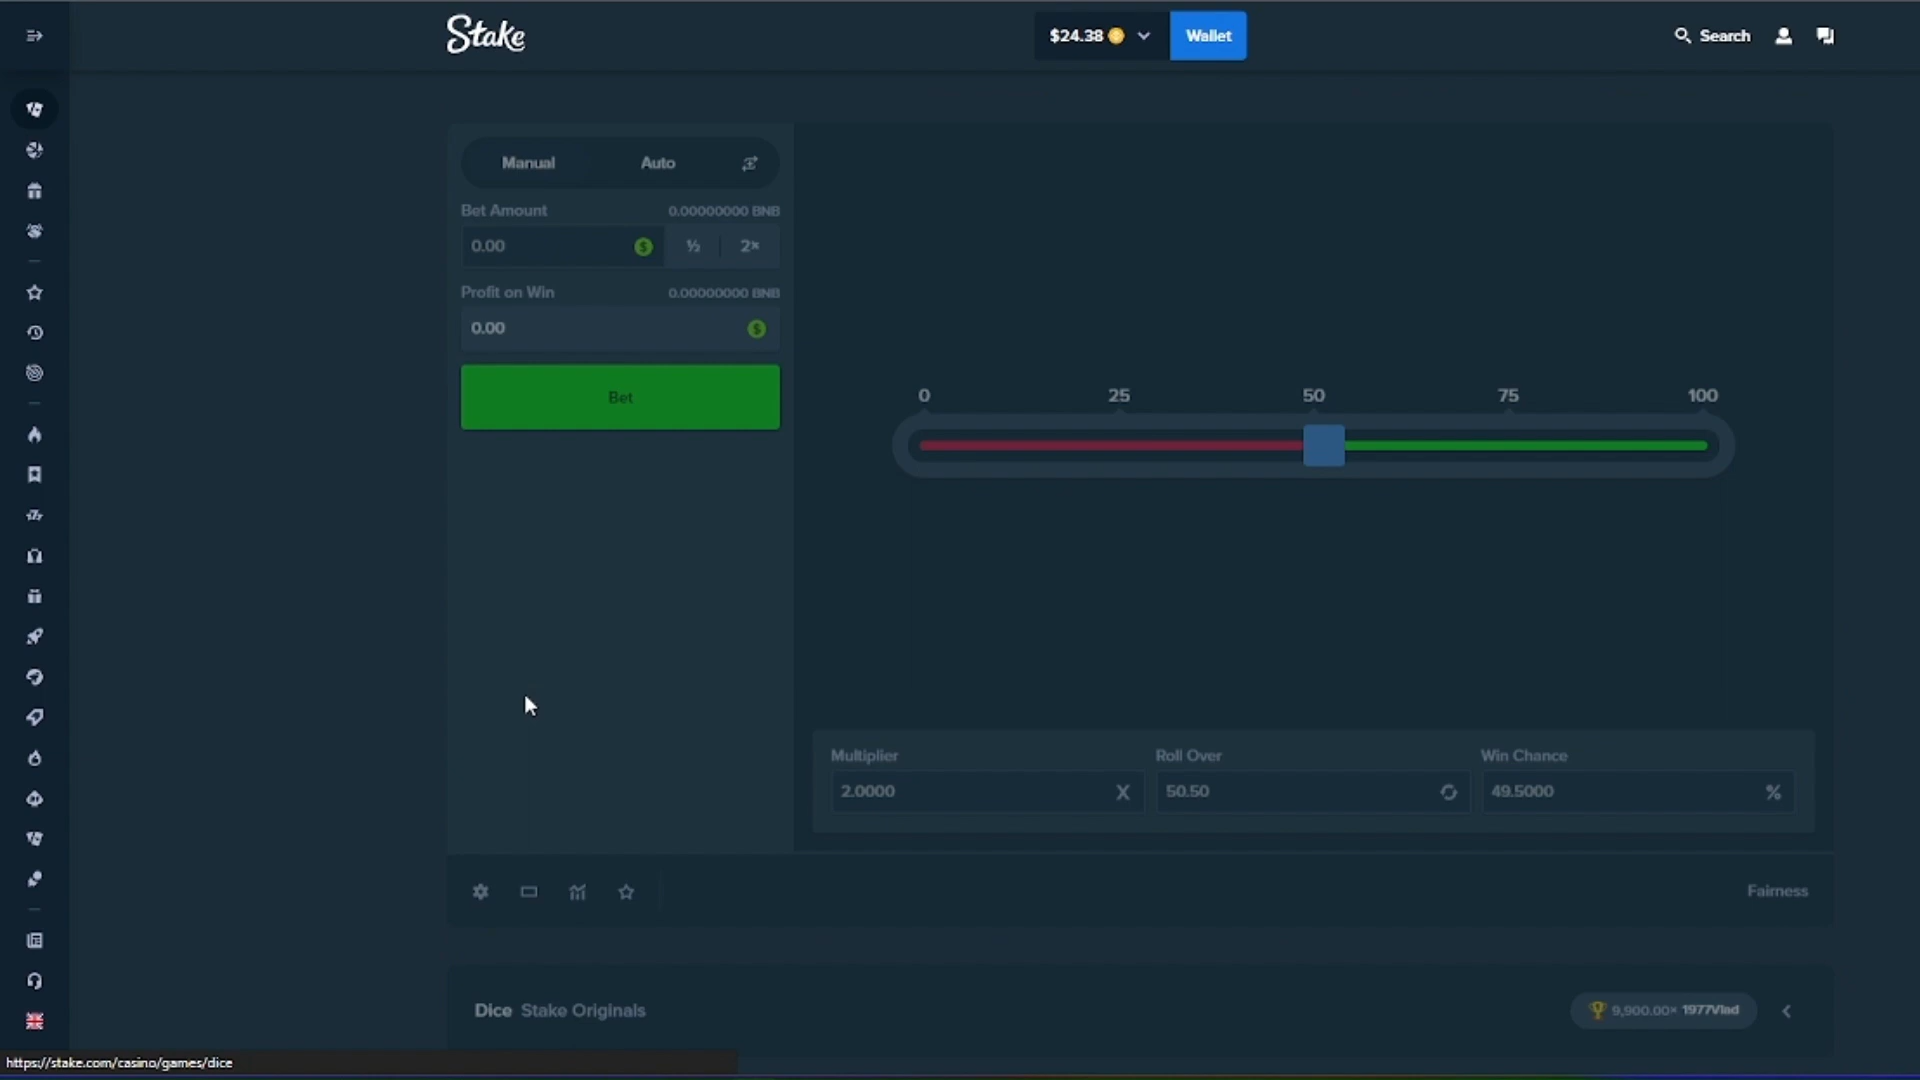 Stake
$24.38
Wallet
Search
Manual
Auto
Bet Amount
0.00000000 BNB
0.00
½
2×
Profit on Win
0.00000000 BNB
0.00
Bet
0
25
50
75
100
Multiplier
Roll Over
Win Chance
2.0000
50.50
49.5000
%
Fairness
Dice Stake Originals
9,900.00× 1977Vlad
https://stake.com/casino/games/dice